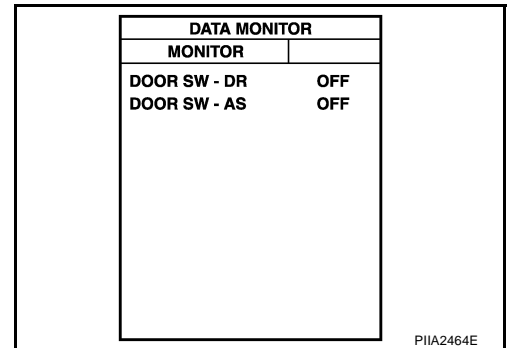 DATA MONITOR
MONITOR
DOOR SW - DR OFF
DOOR SW - AS OFF
PIIA2464E